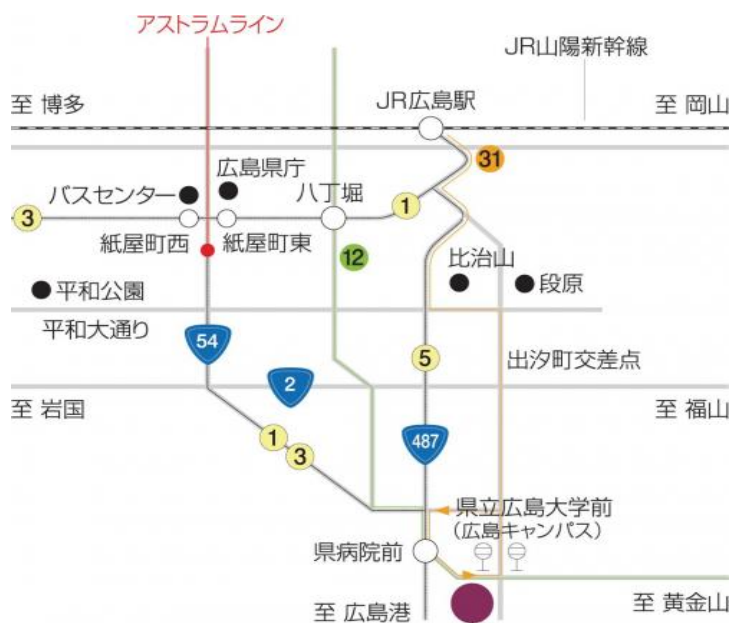 アストラムライン
JR山陽新幹線
至 博多
JR広島駅
至 岡山
31
広島県庁
バスセンター
八丁堀
1
3
紙屋町西
紙屋町東
12
比治山
平和公園
段原
平和大通り
54
5
出汐町交差点
2
至 岩国
至 福山
1
487
3
県立広島大学前
(広島キャンパス)
県病院前
至 広島港
至 黄金山